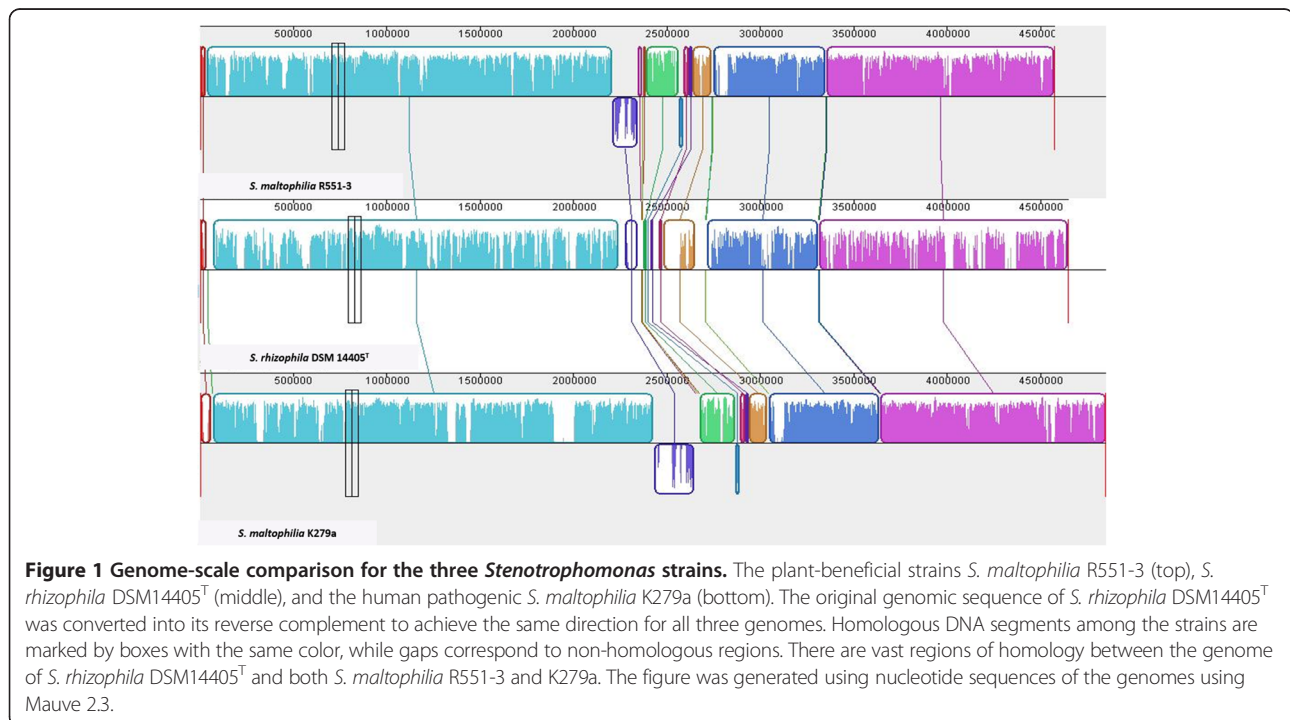 500000 1000000 1500000 2000000 2500000 3000000 3500000 4000000 4500000
S. maltophilia R551-3
500000 1000000 1500000 2000000 2500000 3000000 3500000 4000000 4500000
S. rhizophila DSM 14405ᵀ
500000 1000000 1500000 2000000 2500000 3000000 3500000 4000000 4500000
S. maltophilia K279a
Figure 1 Genome-scale comparison for the three Stenotrophomonas strains. The plant-beneficial strains S. maltophilia R551-3 (top), S.
rhizophila DSM14405ᵀ (middle), and the human pathogenic S. maltophilia K279a (bottom). The original genomic sequence of S. rhizophila DSM14405ᵀ
was converted into its reverse complement to achieve the same direction for all three genomes. Homologous DNA segments among the strains are
marked by boxes with the same color, while gaps correspond to non-homologous regions. There are vast regions of homology between the genome
of S. rhizophila DSM14405ᵀ and both S. maltophilia R551-3 and K279a. The figure was generated using nucleotide sequences of the genomes using
Mauve 2.3.